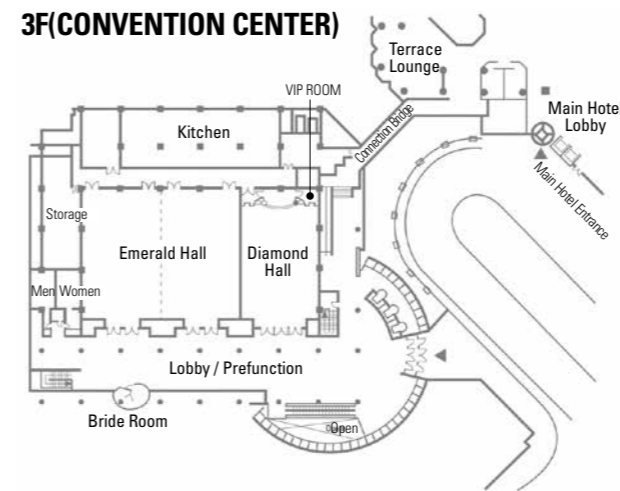 3F(CONVENTION CENTER)
Terrace
Lounge
VIP ROOM
Main Hote
Lobby
Kitchen
Connection Bridge
Main Hotel Entrance
Storage
Emerald Hall
Diamond
Hall
Men
Women
Lobby / Prefunction
Bride Room
Open